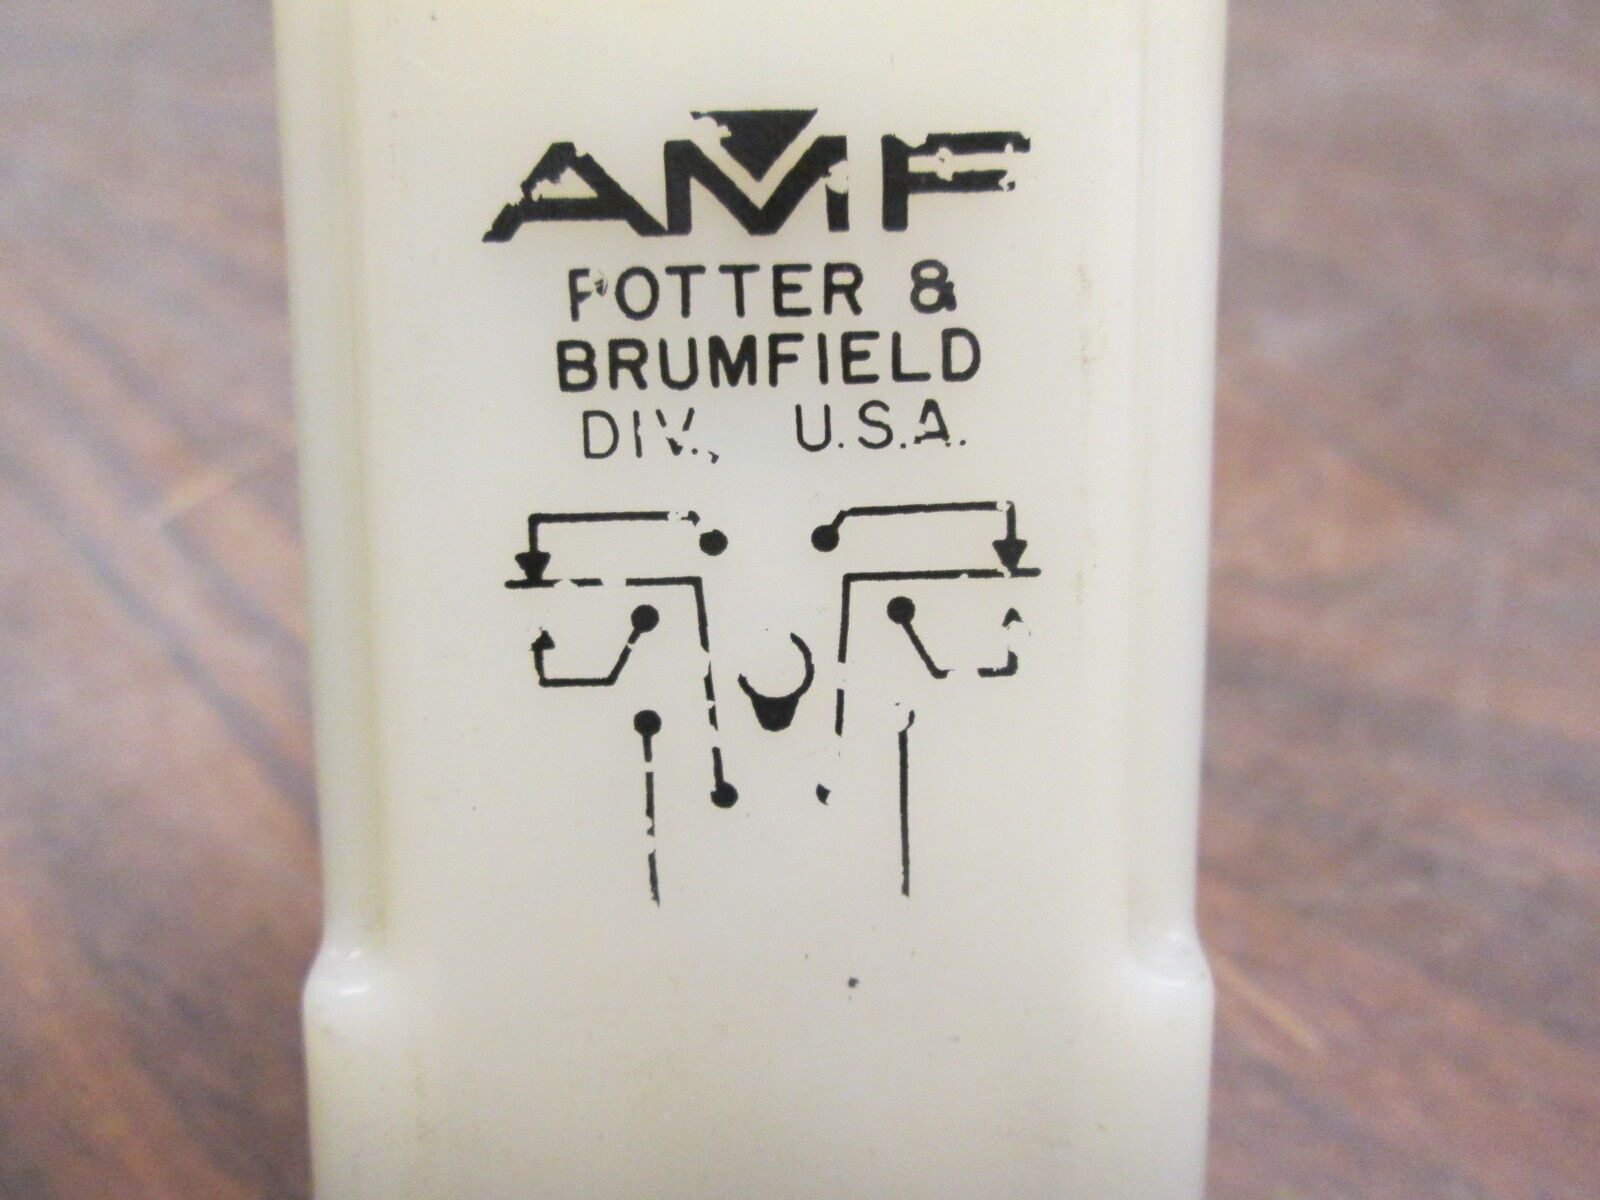 AMF
POTTER &
BRUMFIELD
DIV., U.S.A.